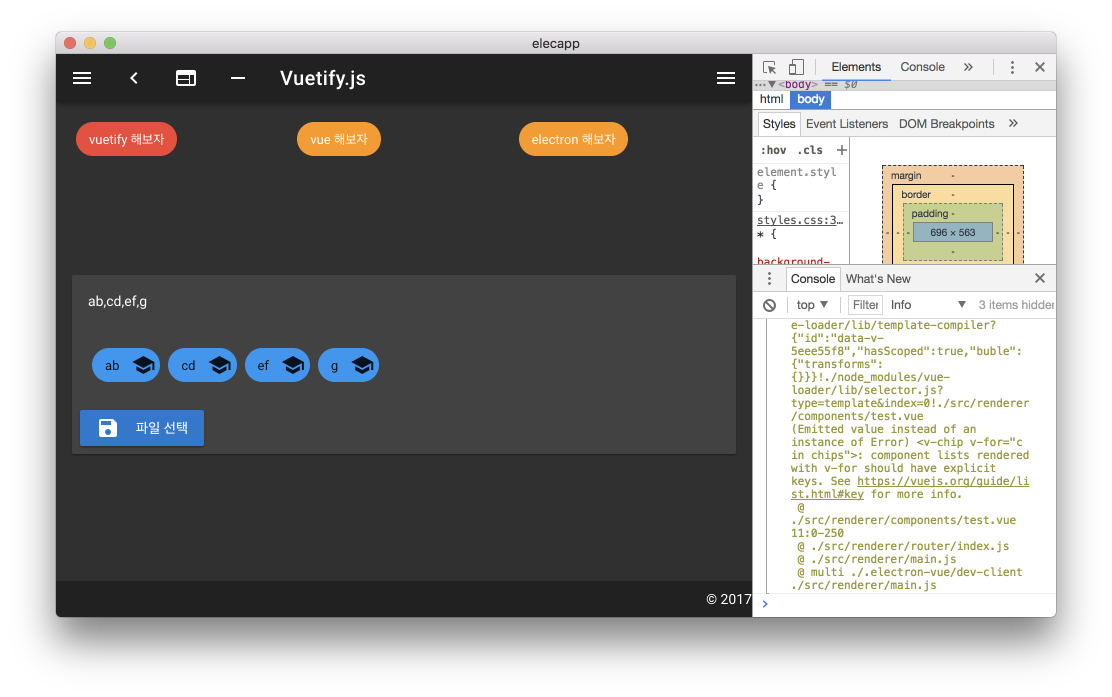 elecapp
Vuetify.js
vuetify 해보자
vue 해보자
electron 해보자
ab,cd,ef,g
ab
cd
ef
g
파일 선택
© 2017
Elements Console »
…▼<body> == $0
html body
Styles Event Listeners DOM Breakpoints »
:hov .cls +
element.styl
e {
}
styles.css:3…
* {
background-
margin -
border -
padding -
- - - 696 × 563 - - -
-
Console What's New
top ▼ Filter Info ▼ 3 items hidden
e-loader/lib/template-compiler?
{"id":"data-v-
5eee55f8","hasScoped":true,"buble":
{"transforms":
{}}}!./node_modules/vue-
loader/lib/selector.js?
type=template&index=0!./src/renderer
/components/test.vue
(Emitted value instead of an
instance of Error) <v-chip v-for="c
in chips">: component lists rendered
with v-for should have explicit
keys. See https://vuejs.org/guide/li
st.html#key for more info.
@
./src/renderer/components/test.vue
11:0-250
@ ./src/renderer/router/index.js
@ ./src/renderer/main.js
@ multi ./.electron-vue/dev-client
./src/renderer/main.js
>